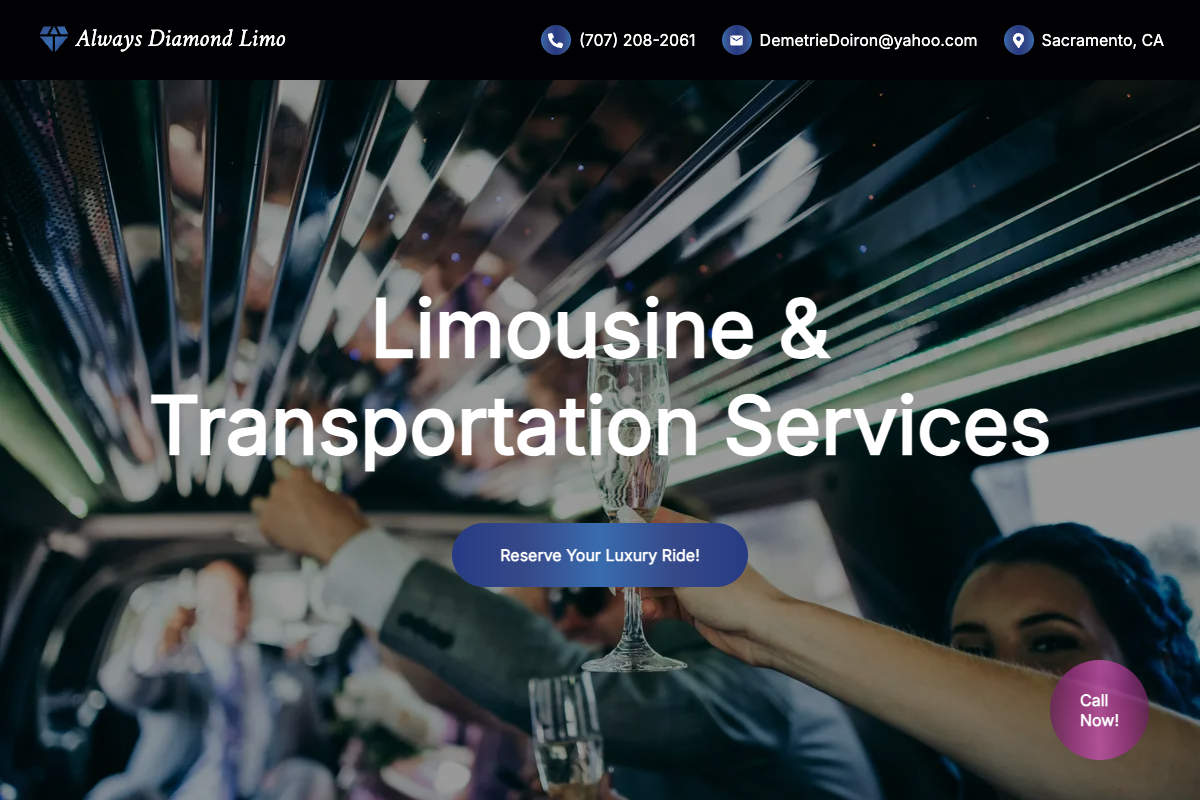 Always Diamond Limo
(707) 208-2061
DemetrieDoiron@yahoo.com
Sacramento, CA
Limousine &
Transportation Services
Reserve Your Luxury Ride!
Call
Now!